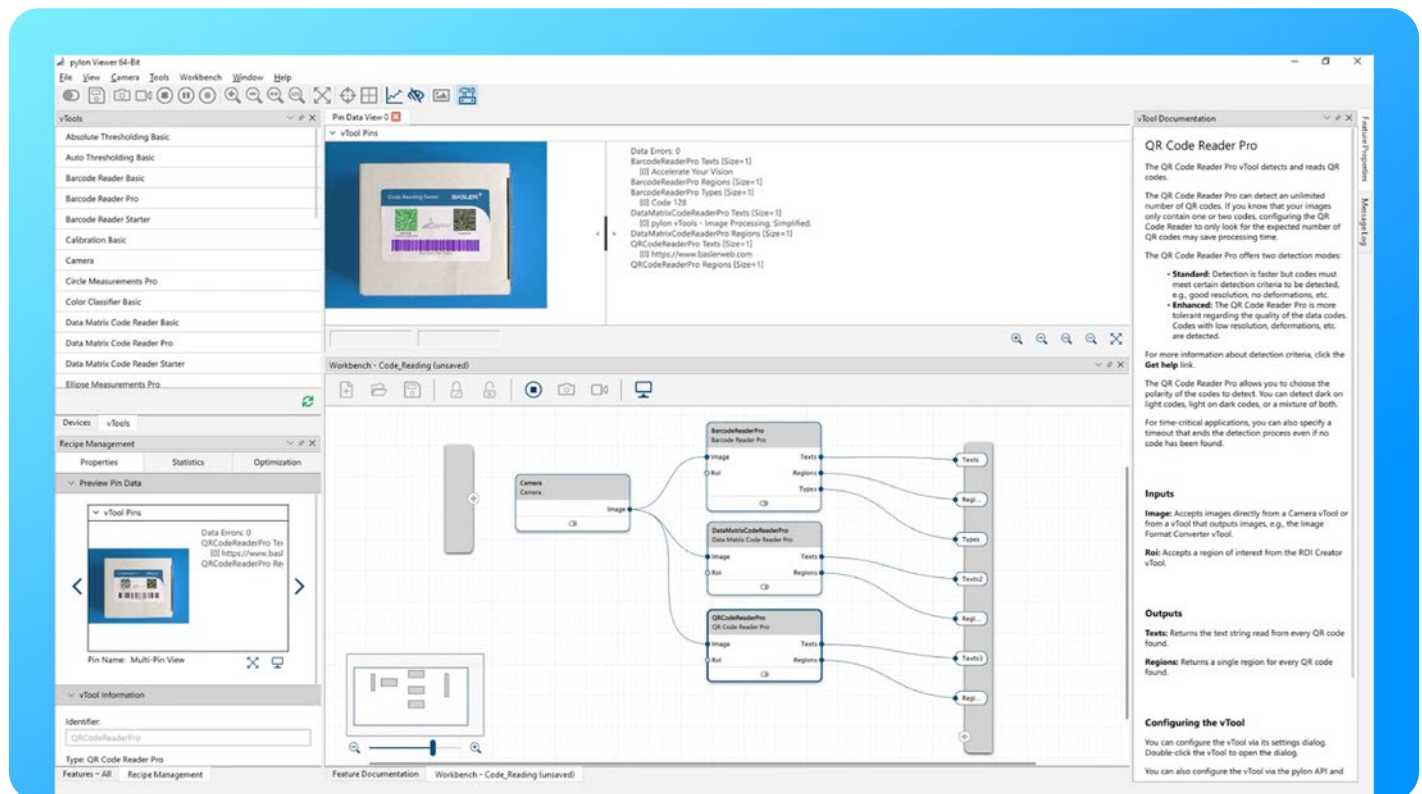 pylon Viewer 64-Bit
File View Camera Tools Workbench Window Help
vTools
Absolute Thresholding Basic
Auto Thresholding Basic
Barcode Reader Basic
Barcode Reader Pro
Barcode Reader Starter
Calibration Basic
Camera
Circle Measurements Pro
Color Classifier Basic
Data Matrix Code Reader Basic
Data Matrix Code Reader Pro
Data Matrix Code Reader Starter
Ellipse Measurements Pro
Devices vTools
Recipe Management
Properties Statistics Optimization
Preview Pin Data
vTool Pins
Data Errors: 0
QRCodeReaderPro Te
[0] https://www.basl
QRCodeReaderPro Re
Pin Name: Multi-Pin View
vTool Information
Identifier:
QRCodeReaderPro
Type: QR Code Reader Pro
Features - All Recipe Management
Pin Data View 0
vTool Pins
Code Reading Demo BASLER
Data Errors: 0
BarcodeReaderPro Texts [Size=1]
[0] Accelerate Your Vision
BarcodeReaderPro Regions [Size=1]
BarcodeReaderPro Types [Size=1]
[0] Code 128
DataMatrixCodeReaderPro Texts [Size=1]
[0] pylon vTools - Image Processing, Simplified.
DataMatrixCodeReaderPro Regions [Size=1]
QRCodeReaderPro Texts [Size=1]
[0] https://www.baslerweb.com
QRCodeReaderPro Regions [Size=1]
Workbench - Code_Reading (unsaved)
Camera
Camera
Image
BarcodeReaderPro
Barcode Reader Pro
Image Texts
Roi Regions
Types
DataMatrixCodeReaderPro
Data Matrix Code Reader Pro
Image Texts
Roi Regions
QRCodeReaderPro
QR Code Reader Pro
Image Texts
Roi Regions
Texts
Regi...
Types
Texts2
Regi...
Texts3
Regi...
Feature Documentation Workbench - Code_Reading (unsaved)
vTool Documentation
QR Code Reader Pro
The QR Code Reader Pro vTool detects and reads QR
codes.
The QR Code Reader Pro can detect an unlimited
number of QR codes. If you know that your images
only contain one or two codes, configuring the QR
Code Reader to only look for the expected number of
QR codes may save processing time.
The QR Code Reader Pro offers two detection modes:
• Standard: Detection is faster but codes must
meet certain detection criteria to be detected,
e.g., good resolution, no deformations, etc.
• Enhanced: The QR Code Reader Pro is more
tolerant regarding the quality of the data codes.
Codes with low resolution, deformations, etc.
are detected.
For more information about detection criteria, click the
Get help link.
The QR Code Reader Pro allows you to choose the
polarity of the codes to detect. You can detect dark on
light codes, light on dark codes, or a mixture of both.
For time-critical applications, you can also specify a
timeout that ends the detection process even if no
code has been found.
Inputs
Image: Accepts images directly from a Camera vTool or
from a vTool that outputs images, e.g., the Image
Format Converter vTool.
Roi: Accepts a region of interest from the ROI Creator
vTool.
Outputs
Texts: Returns the text string read from every QR code
found.
Regions: Returns a single region for every QR code
found.
Configuring the vTool
You can configure the vTool via its settings dialog.
Double-click the vTool to open the dialog.
You can also configure the vTool via the pylon API and
Feature Properties
Message Log